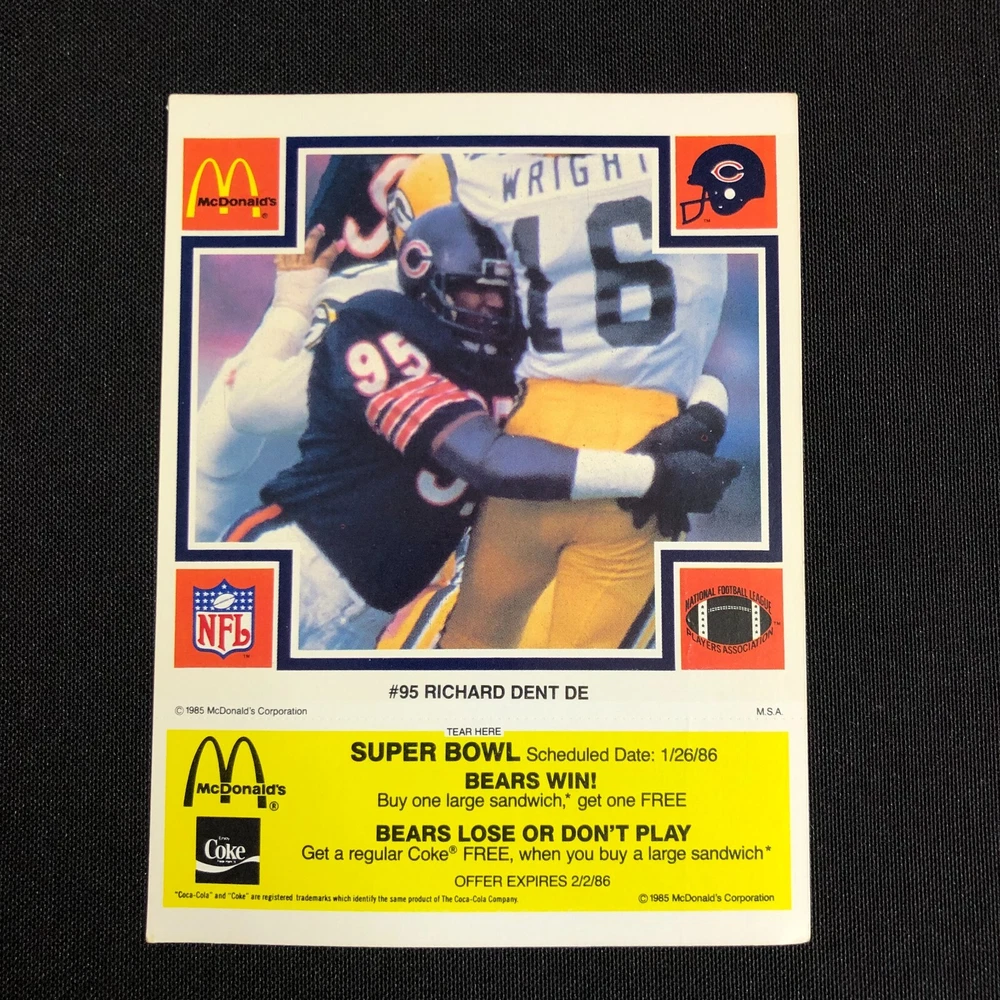 McDonald's ®
C ™
WRIGHT
16
C
95
NFL ™
NATIONAL FOOTBALL LEAGUE
PLAYERS ASSOCIATION ™
#95 RICHARD DENT DE
© 1985 McDonald's Corporation
M.S.A.
TEAR HERE
McDonald's ®
SUPER BOWL Scheduled Date: 1/26/86
BEARS WIN!
Buy one large sandwich,* get one FREE
Enjoy
Coke
BEARS LOSE OR DON'T PLAY
Get a regular Coke® FREE, when you buy a large sandwich*
OFFER EXPIRES 2/2/86
"Coca-Cola" and "Coke" are registered trademarks which identify the same product of The Coca-Cola Company.
© 1985 McDonald's Corporation